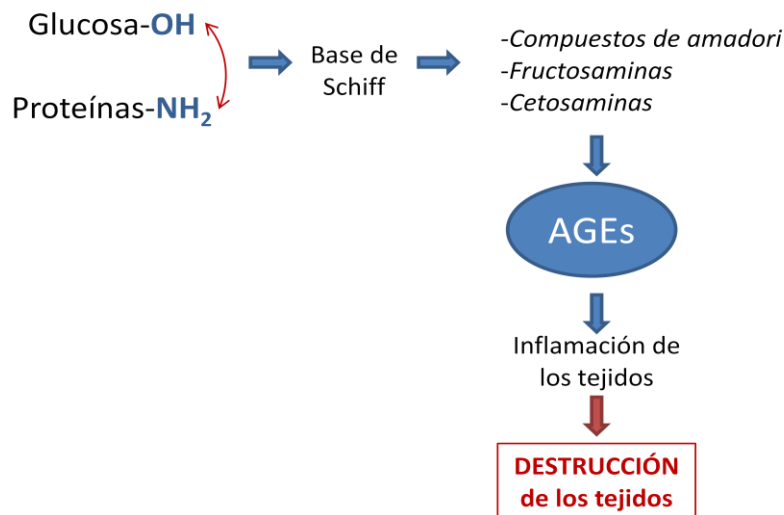 Glucosa-OH
Proteínas-NH₂
Base de
Schiff
-Compuestos de amadori
-Fructosaminas
-Cetosaminas
AGEs
Inflamación de
los tejidos
DESTRUCCIÓN
de los tejidos